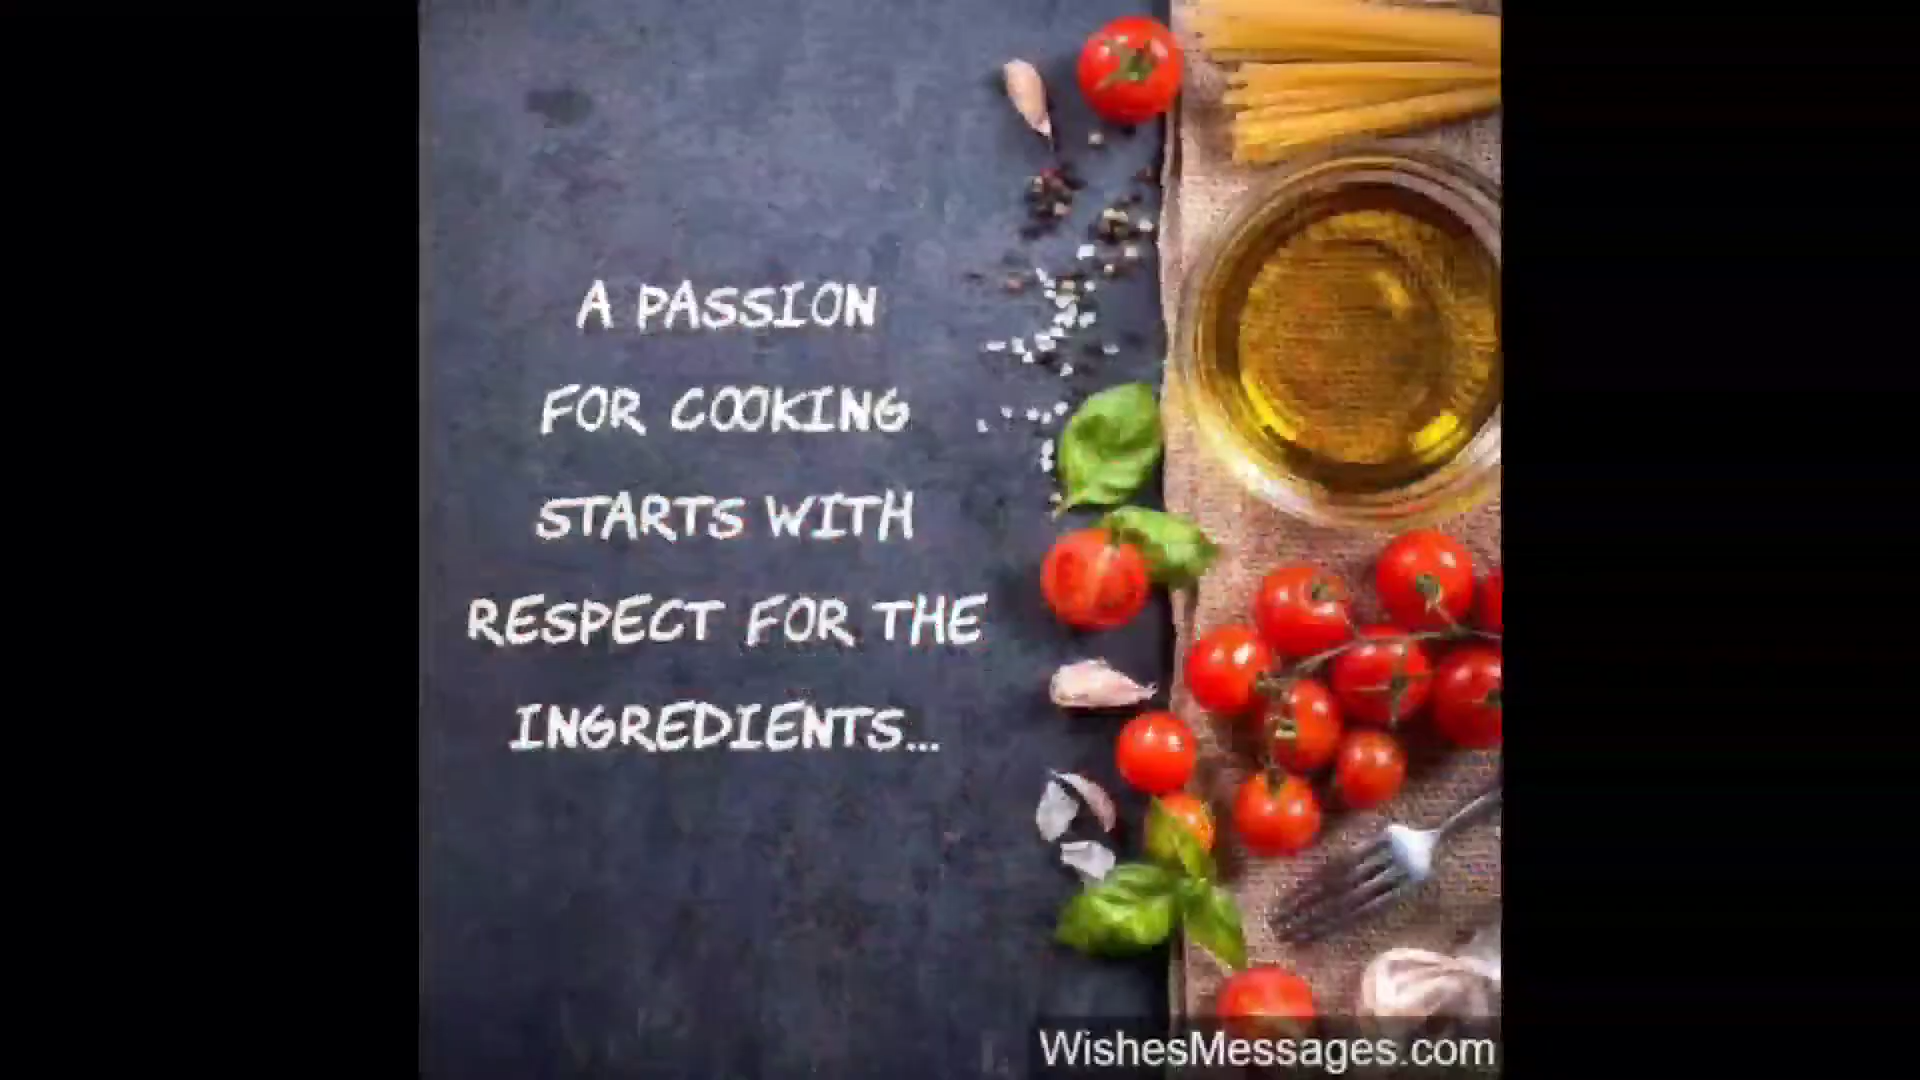 A PASSION
FOR COOKING
STARTS WITH
RESPECT FOR THE
INGREDIENTS...
WishesMessages.com